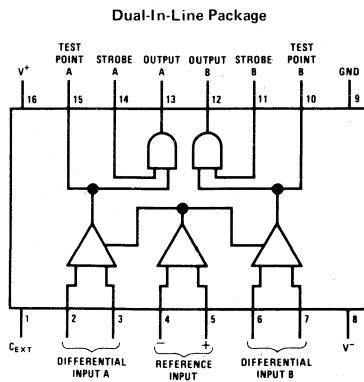 Dual-In-Line Package
V+
TEST POINT A
STROBE A
OUTPUT A
OUTPUT B
STROBE B
TEST POINT B
GND
16 15 14 13 12 11 10 9
1 2 3 4 5 6 7 8
CEXT
DIFFERENTIAL INPUT A
− +
REFERENCE INPUT
DIFFERENTIAL INPUT B
V−